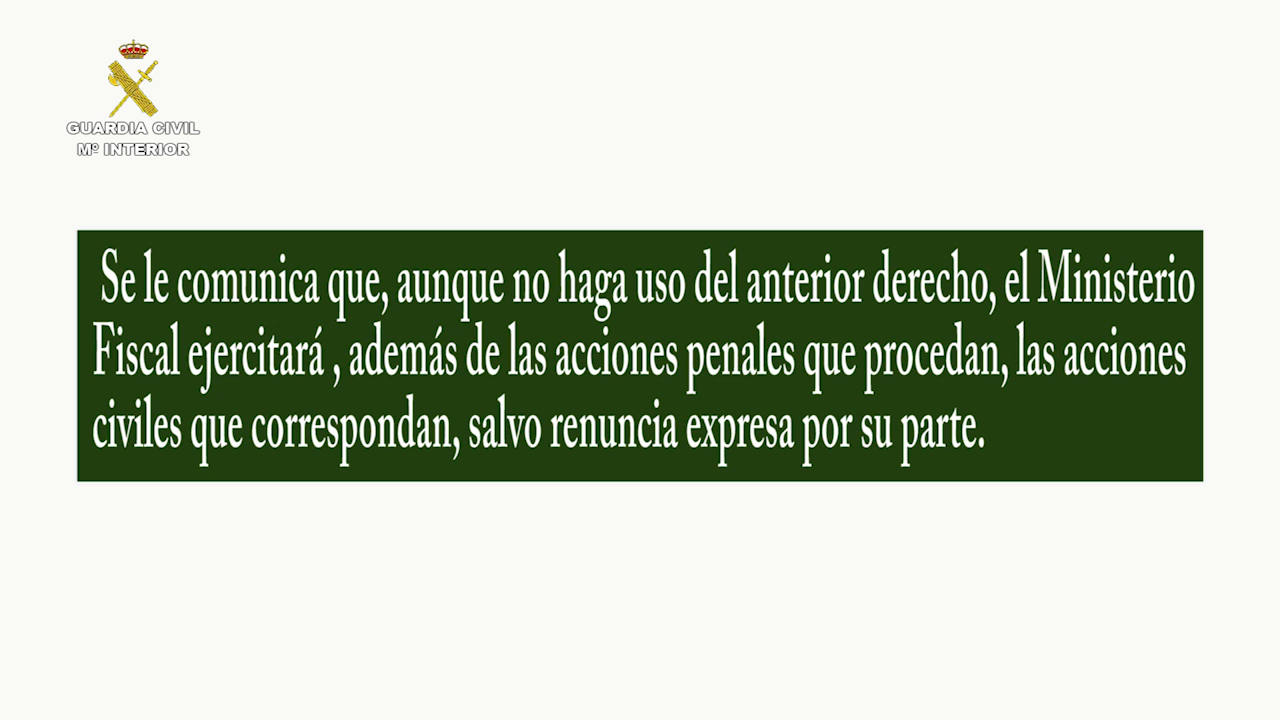 GUARDIA CIVIL
Mº INTERIOR
Se le comunica que, aunque no haga uso del anterior derecho, el Ministerio
Fiscal ejercitará , además de las acciones penales que procedan, las acciones
civiles que correspondan, salvo renuncia expresa por su parte.